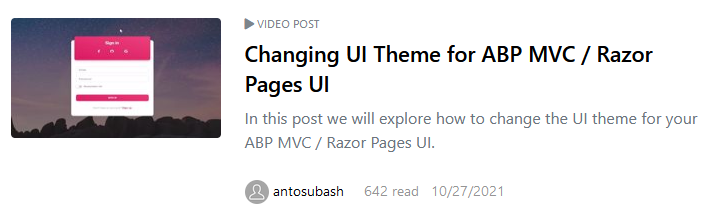 VIDEO POST
Changing UI Theme for ABP MVC / Razor
Pages UI
In this post we will explore how to change the UI theme for your
ABP MVC / Razor Pages UI.
antosubash 642 read 10/27/2021
Sign in